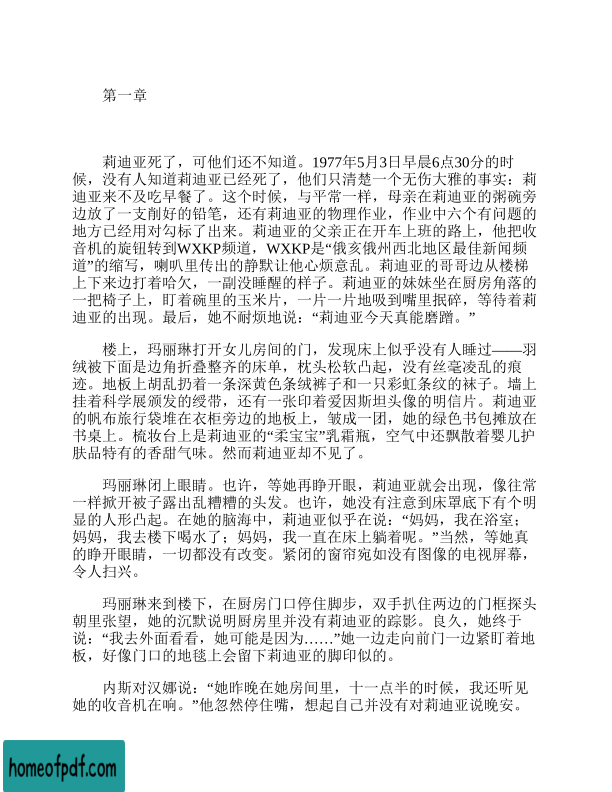 第一章
莉迪亚死了，可他们还不知道。1977年5月3日早晨6点30分的时
候，没有人知道莉迪亚已经死了，他们只清楚一个无伤大雅的事实：莉
迪亚来不及吃早餐了。这个时候，与平常一样，母亲在莉迪亚的粥碗旁
边放了一支削好的铅笔，还有莉迪亚的物理作业，作业中六个有问题的
地方已经用对勾标了出来。莉迪亚的父亲正在开车上班的路上，他把收
音机的旋钮转到WXKP频道，WXKP是“俄亥俄州西北地区最佳新闻频
道”的缩写，喇叭里传出的静默让他心烦意乱。莉迪亚的哥哥边从楼梯
上下来边打着哈欠，一副没睡醒的样子。莉迪亚的妹妹坐在厨房角落的
一把椅子上，盯着碗里的玉米片，一片一片地吸到嘴里抿碎，等待着莉
迪亚的出现。最后，她不耐烦地说：“莉迪亚今天真能磨蹭。”
楼上，玛丽琳打开女儿房间的门，发现床上似乎没有人睡过——羽
绒被下面是边角折叠整齐的床单，枕头松软凸起，没有丝毫凌乱的痕
迹。地板上胡乱扔着一条深黄色条绒裤子和一只彩虹条纹的袜子。墙上
挂着科学展颁发的绶带，还有一张印着爱因斯坦头像的明信片。莉迪亚
的帆布旅行袋堆在衣柜旁边的地板上，皱成一团，她的绿色书包摊放在
书桌上。梳妆台上是莉迪亚的“柔宝宝”乳霜瓶，空气中还飘散着婴儿护
肤品特有的香甜气味。然而莉迪亚却不见了。
玛丽琳闭上眼睛。也许，等她再睁开眼，莉迪亚就会出现，像往常
一样掀开被子露出乱糟糟的头发。也许，她没有注意到床罩底下有个明
显的人形凸起。在她的脑海中，莉迪亚似乎在说：“妈妈，我在浴室；
妈妈，我去楼下喝水了；妈妈，我一直在床上躺着呢。”当然，等她真
的睁开眼睛，一切都没有改变。紧闭的窗帘宛如没有图像的电视屏幕，
令人扫兴。
玛丽琳来到楼下，在厨房门口停住脚步，双手扒住两边的门框探头
朝里张望，她的沉默说明厨房里并没有莉迪亚的踪影。良久，她终于
说：“我去外面看看，她可能是因为……”她一边走向前门一边紧盯着地
板，好像门口的地毯上会留下莉迪亚的脚印似的。
内斯对汉娜说：“她昨晚在她房间里，十一点半的时候，我还听见
她的收音机在响。”他忽然停住嘴，想起自己并没有对莉迪亚说晚安。
homeofpdf.com